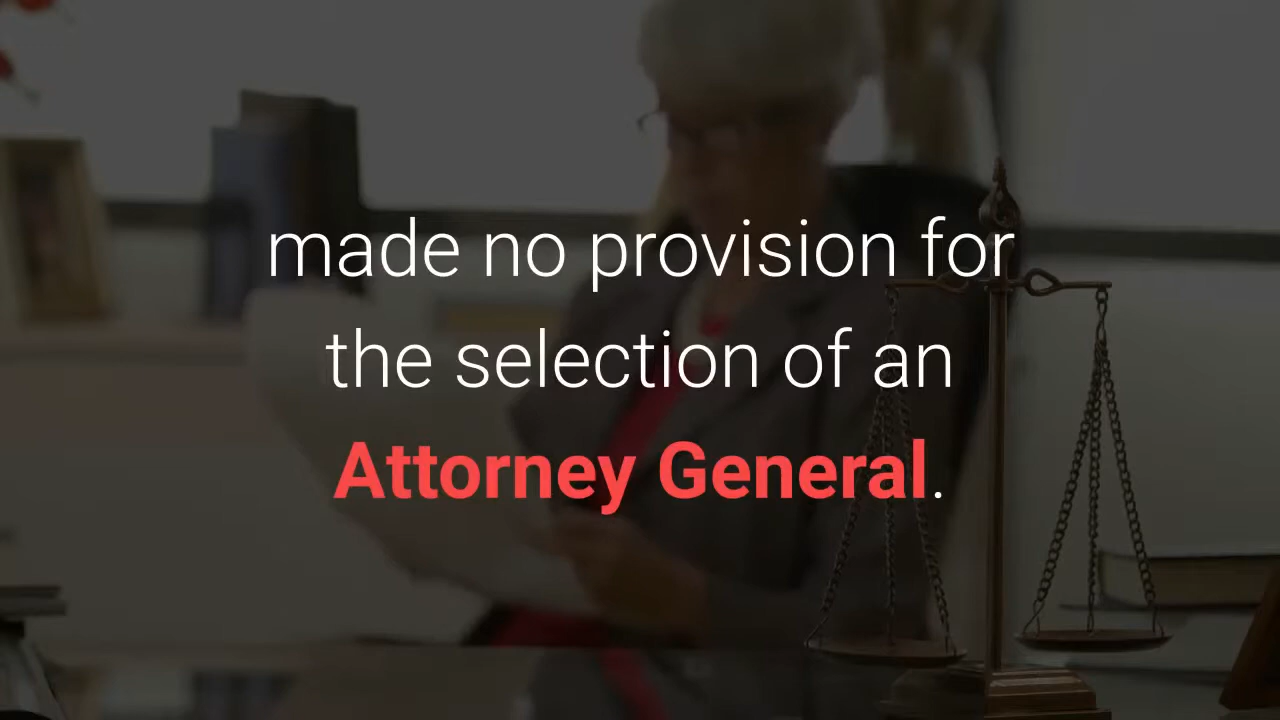 made no provision for
the selection of an
Attorney General.